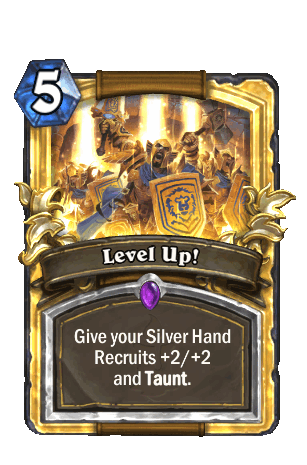 5
Level Up!
Give your Silver Hand
Recruits +2/+2
and Taunt.